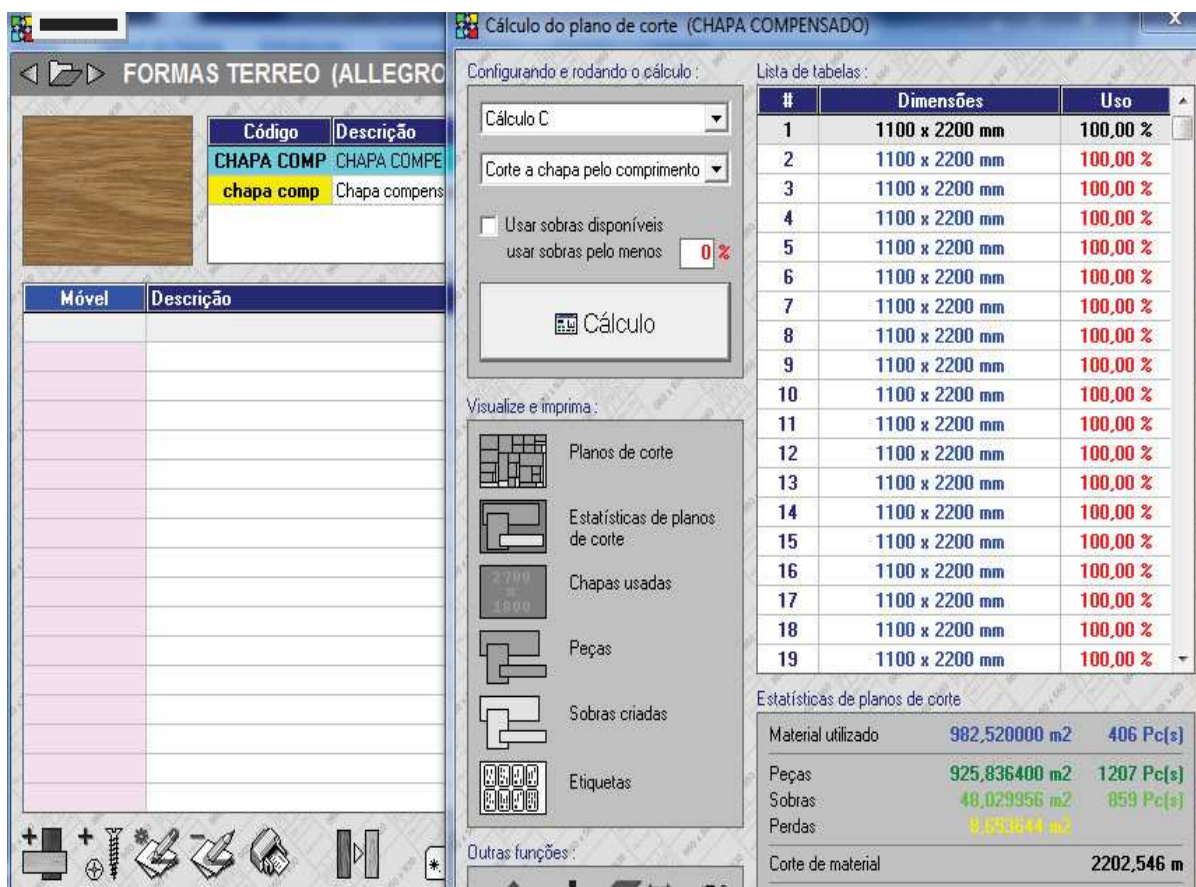 FORMAS TERREO (ALLEGRO
Código Descrição
CHAPA COMP CHAPA COMPE
chapa comp Chapa compens
Móvel Descrição
Cálculo do plano de corte (CHAPA COMPENSADO)
X
Configurando e rodando o cálculo :
Cálculo C
Corte a chapa pelo comprimento
Usar sobras disponíveis
usar sobras pelo menos 0 %
Cálculo
Visualize e imprima :
Planos de corte
Estatísticas de planos
de corte
2700
x
1800
Chapas usadas
Peças
Sobras criadas
Etiquetas
Outras funções :
Lista de tabelas :
# Dimensões Uso
1 1100 x 2200 mm 100,00 %
2 1100 x 2200 mm 100,00 %
3 1100 x 2200 mm 100,00 %
4 1100 x 2200 mm 100,00 %
5 1100 x 2200 mm 100,00 %
6 1100 x 2200 mm 100,00 %
7 1100 x 2200 mm 100,00 %
8 1100 x 2200 mm 100,00 %
9 1100 x 2200 mm 100,00 %
10 1100 x 2200 mm 100,00 %
11 1100 x 2200 mm 100,00 %
12 1100 x 2200 mm 100,00 %
13 1100 x 2200 mm 100,00 %
14 1100 x 2200 mm 100,00 %
15 1100 x 2200 mm 100,00 %
16 1100 x 2200 mm 100,00 %
17 1100 x 2200 mm 100,00 %
18 1100 x 2200 mm 100,00 %
19 1100 x 2200 mm 100,00 %
Estatísticas de planos de corte
Material utilizado 982,520000 m2 406 Pc(s)
Peças 925,836400 m2 1207 Pc(s)
Sobras 48,029956 m2 859 Pc(s)
Perdas 8,653644 m2
Corte de material 2202,546 m